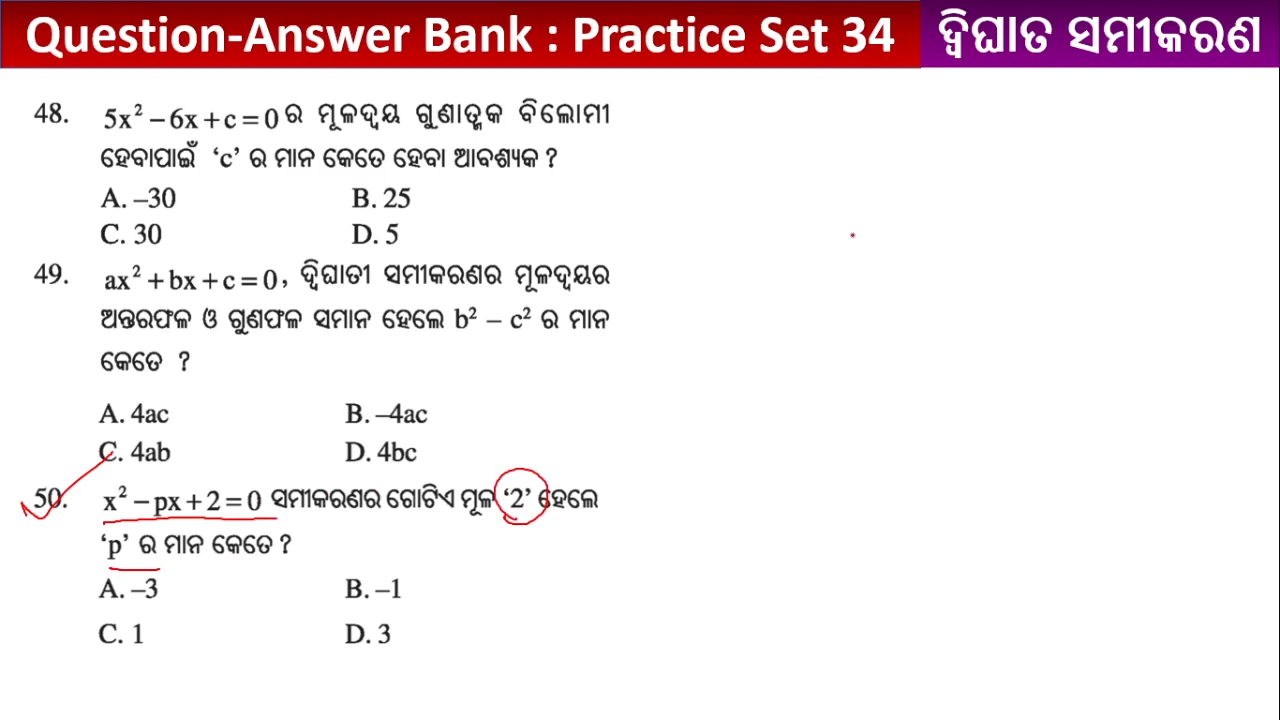 Question-Answer Bank : Practice Set 34 ଦ୍ୱିଘାତ ସମୀକରଣ
48. 5x² – 6x + c = 0 ର ମୂଳଦ୍ୱୟ ଗୁଣାତ୍ମକ ବିଲୋମୀ
ହେବାପାଇଁ ‘c’ ର ମାନ କେତେ ହେବା ଆବଶ୍ୟକ ?
A. –30 B. 25
C. 30 D. 5
49. ax² + bx + c = 0, ଦ୍ୱିଘାତୀ ସମୀକରଣର ମୂଳଦ୍ୱୟର
ଅନ୍ତରଫଳ ଓ ଗୁଣଫଳ ସମାନ ହେଲେ b² – c² ର ମାନ
କେତେ ?
A. 4ac B. –4ac
C. 4ab D. 4bc
50. x² – px + 2 = 0 ସମୀକରଣର ଗୋଟିଏ ମୂଳ ‘2’ ହେଲେ
‘p’ ର ମାନ କେତେ ?
A. –3 B. –1
C. 1 D. 3